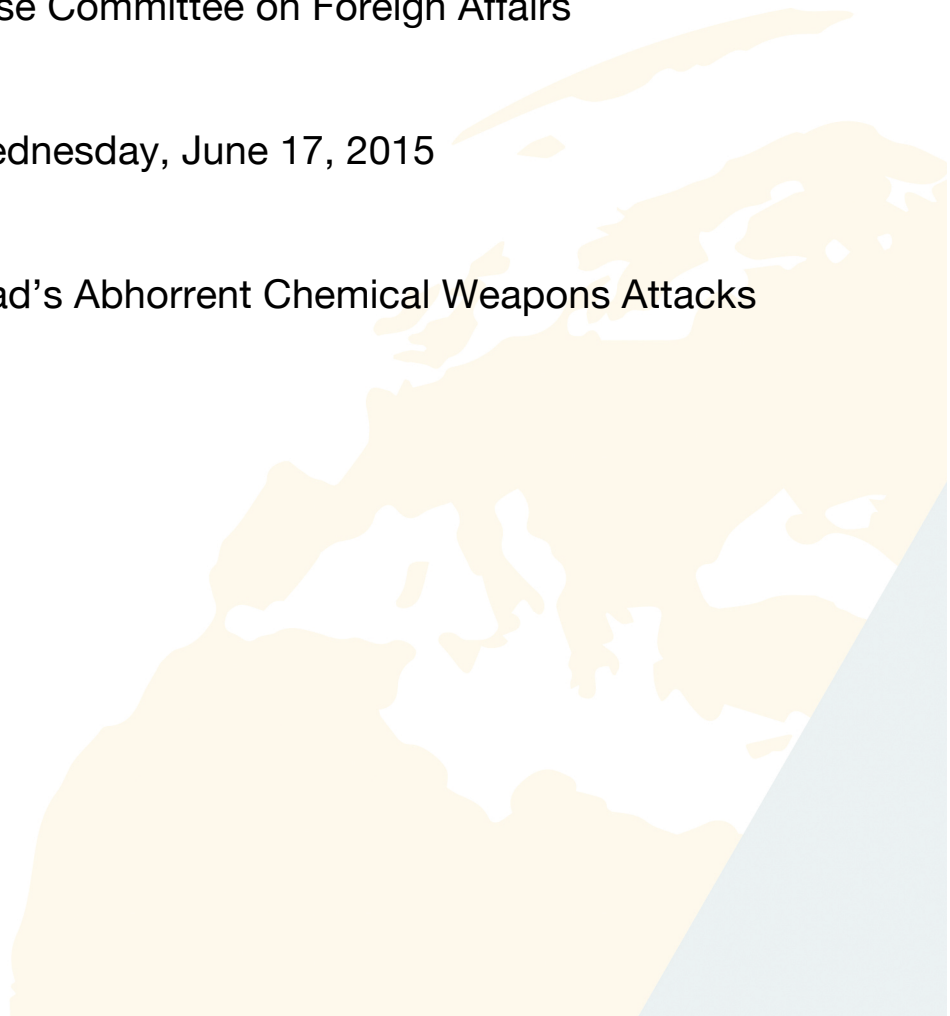 se Committee on Foreign Affairs
ednesday, June 17, 2015
ad’s Abhorrent Chemical Weapons Attacks